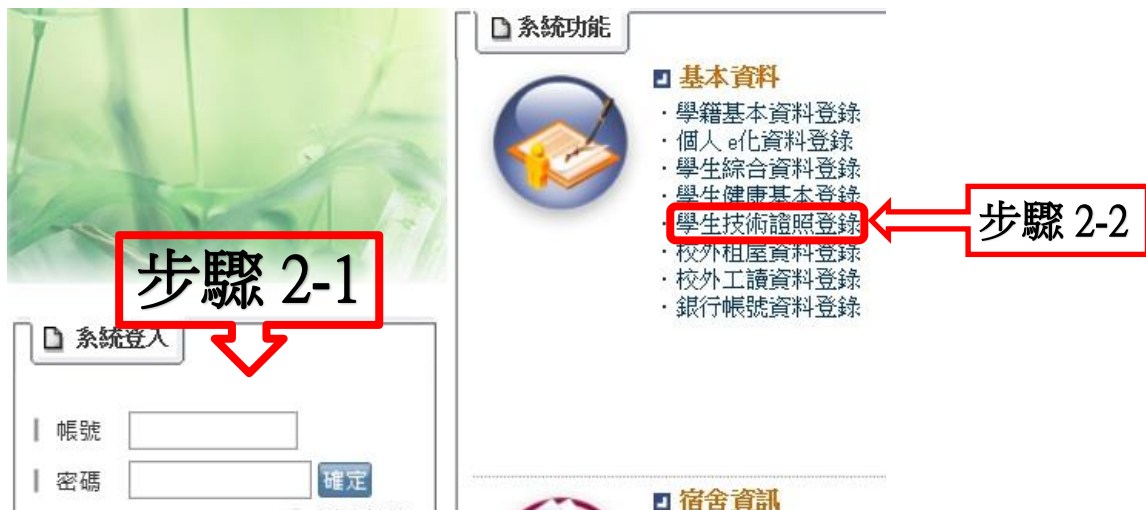 步驟 2-1
系統登入
帳號
密碼
確定
系統功能
基本資料
·學籍基本資料登錄
·個人 e化資料登錄
·學生綜合資料登錄
·學生健康基本登錄
·學生技術證照登錄
·校外租屋資料登錄
·校外工讀資料登錄
·銀行帳號資料登錄
步驟 2-2
宿舍資訊